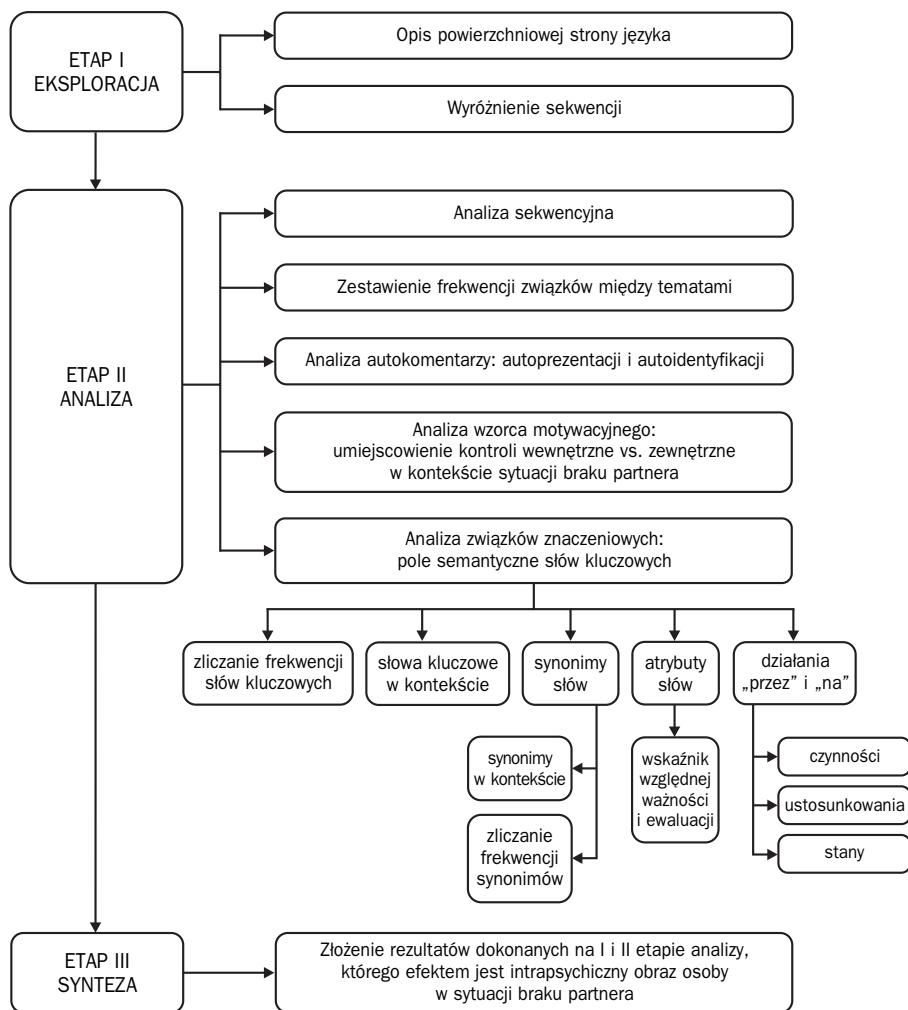 ETAP I
EKSPLORACJA
Opis powierzchniowej strony języka
Wyróżnienie sekwencji
ETAP II
ANALIZA
Analiza sekwencyjna
Zestawienie frekwencji związków między tematami
Analiza autokomentarzy: autoprezentacji i autoidentyfikacji
Analiza wzorca motywacyjnego:
umiejscowienie kontroli wewnętrzne vs. zewnętrzne
w kontekście sytuacji braku partnera
Analiza związków znaczeniowych:
pole semantyczne słów kluczowych
zliczanie frekwencji
słów kluczowych
słowa kluczowe
w kontekście
synonimy
słów
atrybuty
słów
działania
„przez” i „na”
synonimy
w kontekście
zliczanie
frekwencji
synonimów
wskaźnik
względnej
ważności
i ewaluacji
czynności
ustosunkowania
stany
ETAP III
SYNTEZA
Złożenie rezultatów dokonanych na I i II etapie analizy,
którego efektem jest intrapsychiczny obraz osoby
w sytuacji braku partnera